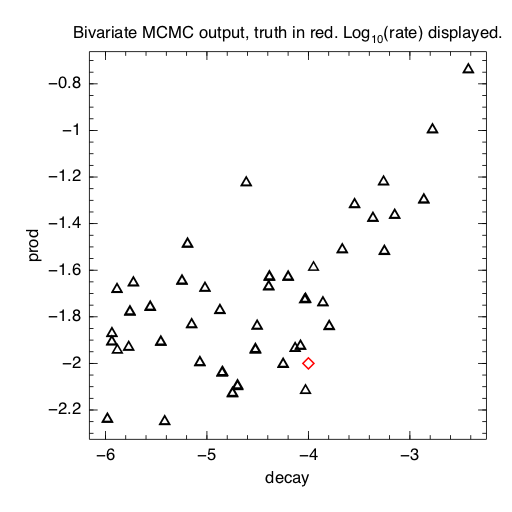 Bivariate MCMC output, truth in red. Log₁₀(rate) displayed.
−0.8
−1
−1.2
−1.4
−1.6
−1.8
−2
−2.2
prod
−6 −5 −4 −3
decay